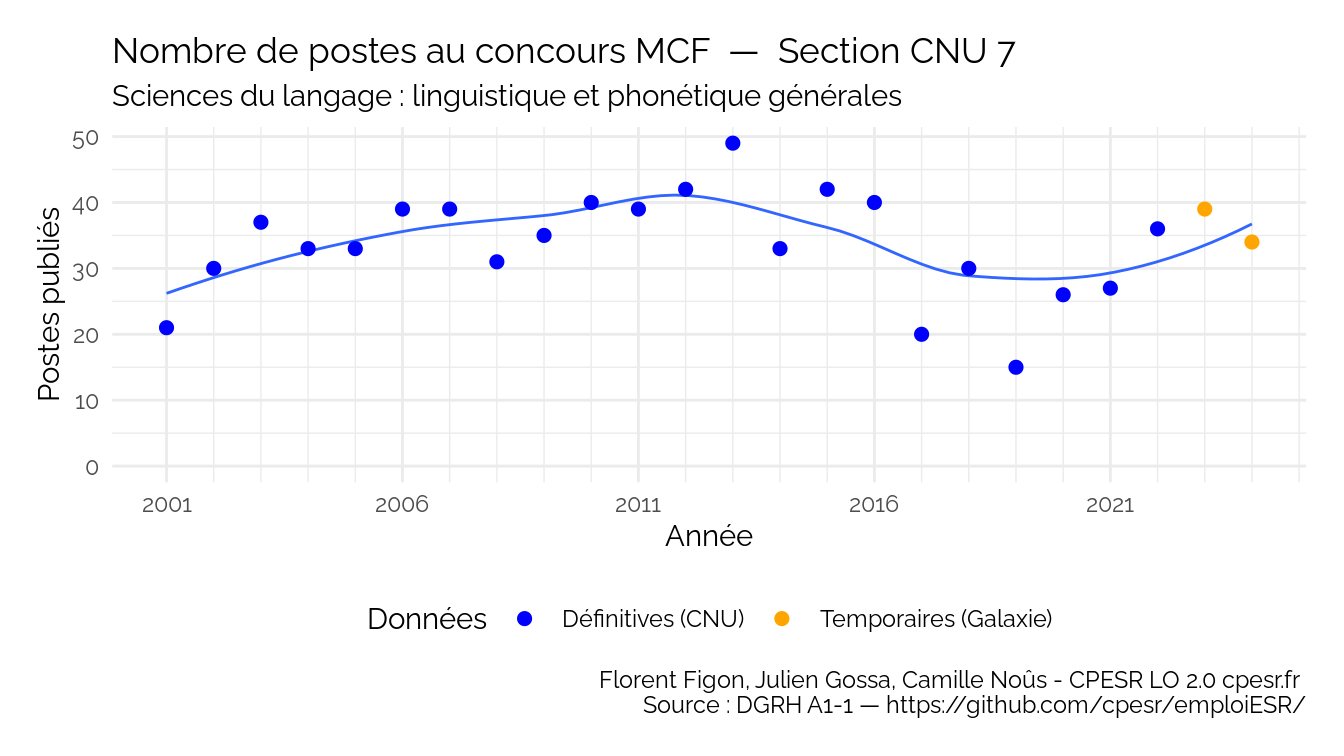 Nombre de postes au concours MCF — Section CNU 7
Sciences du langage : linguistique et phonétique générales
Postes publiés
50
40
30
20
10
0
2001 2006 2011 2016 2021
Année
Données Définitives (CNU) Temporaires (Galaxie)
Florent Figon, Julien Gossa, Camille Noûs - CPESR LO 2.0 cpesr.fr
Source : DGRH A1-1 — https://github.com/cpesr/emploiESR/